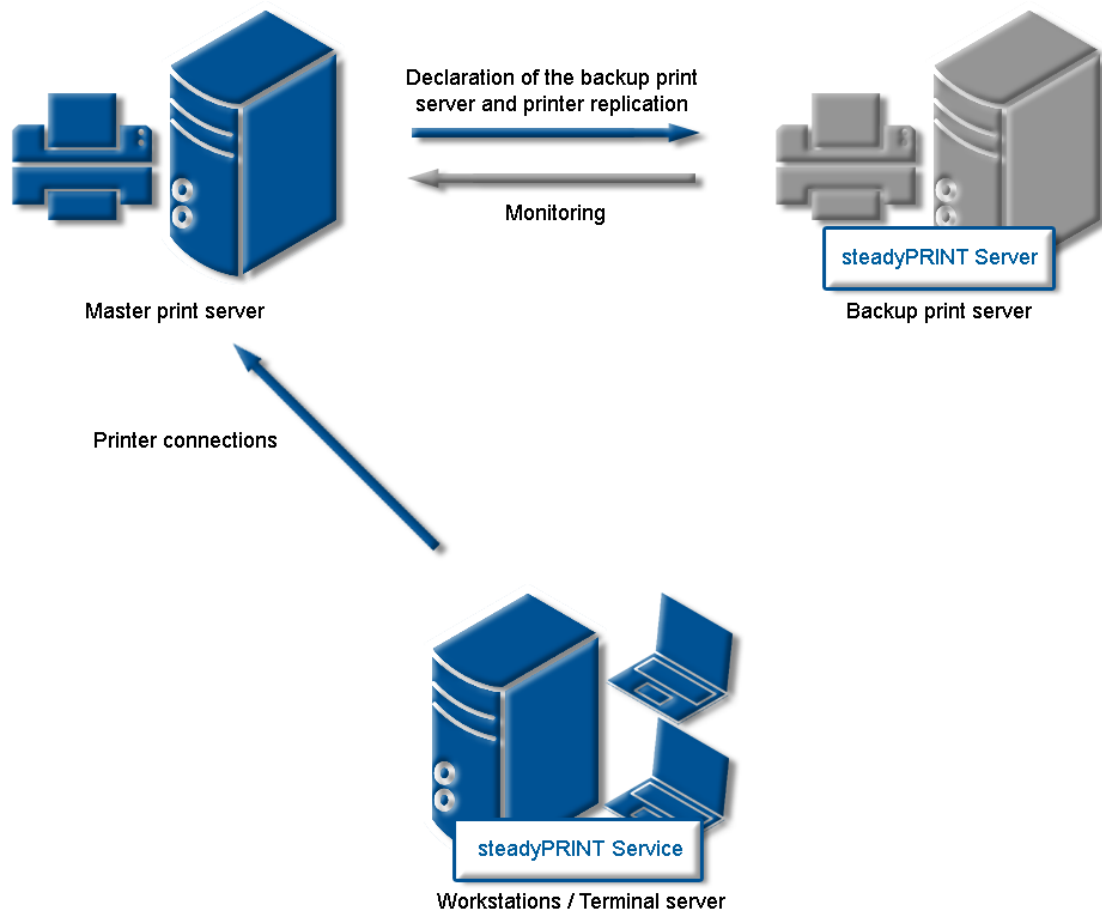 Declaration of the backup print
server and printer replication
Monitoring
steadyPRINT Server
Master print server
Backup print server
Printer connections
steadyPRINT Service
Workstations / Terminal server